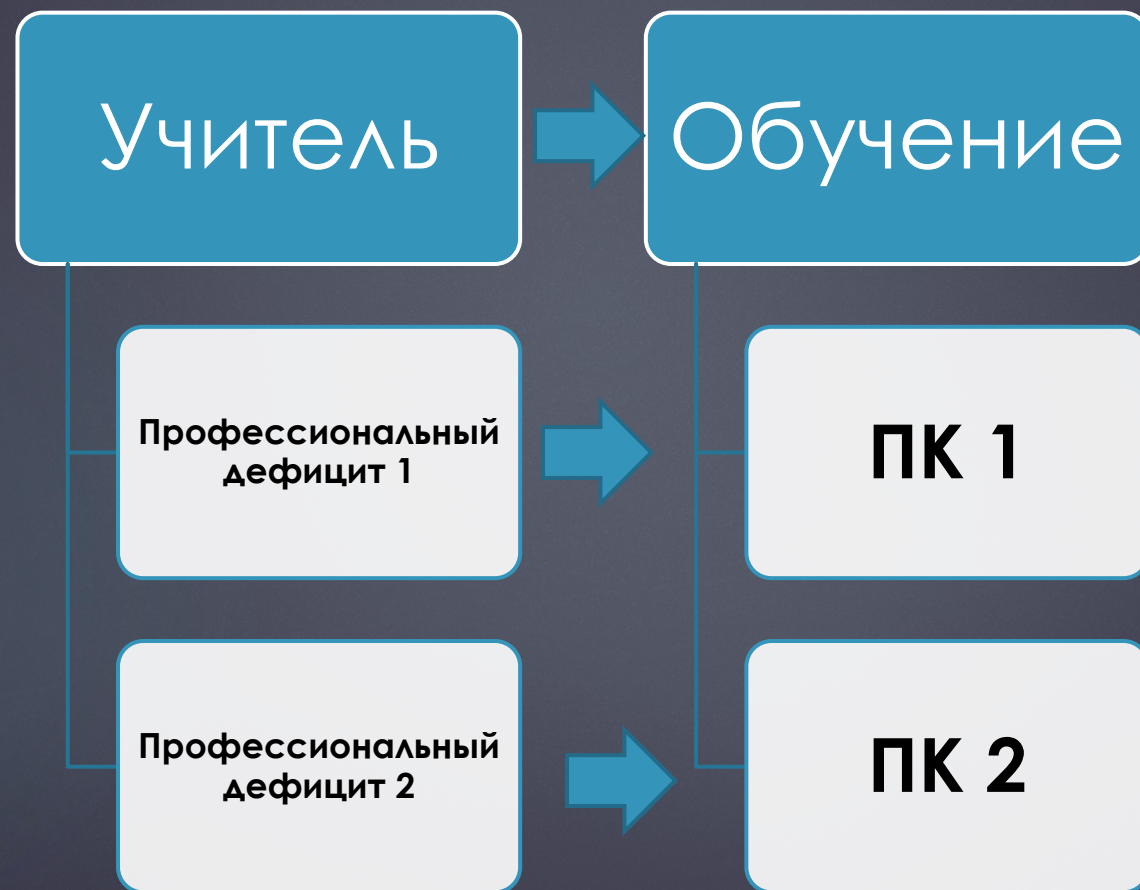 Учитель
Обучение
Профессиональный
дефицит 1
ПК 1
Профессиональный
дефицит 2
ПК 2